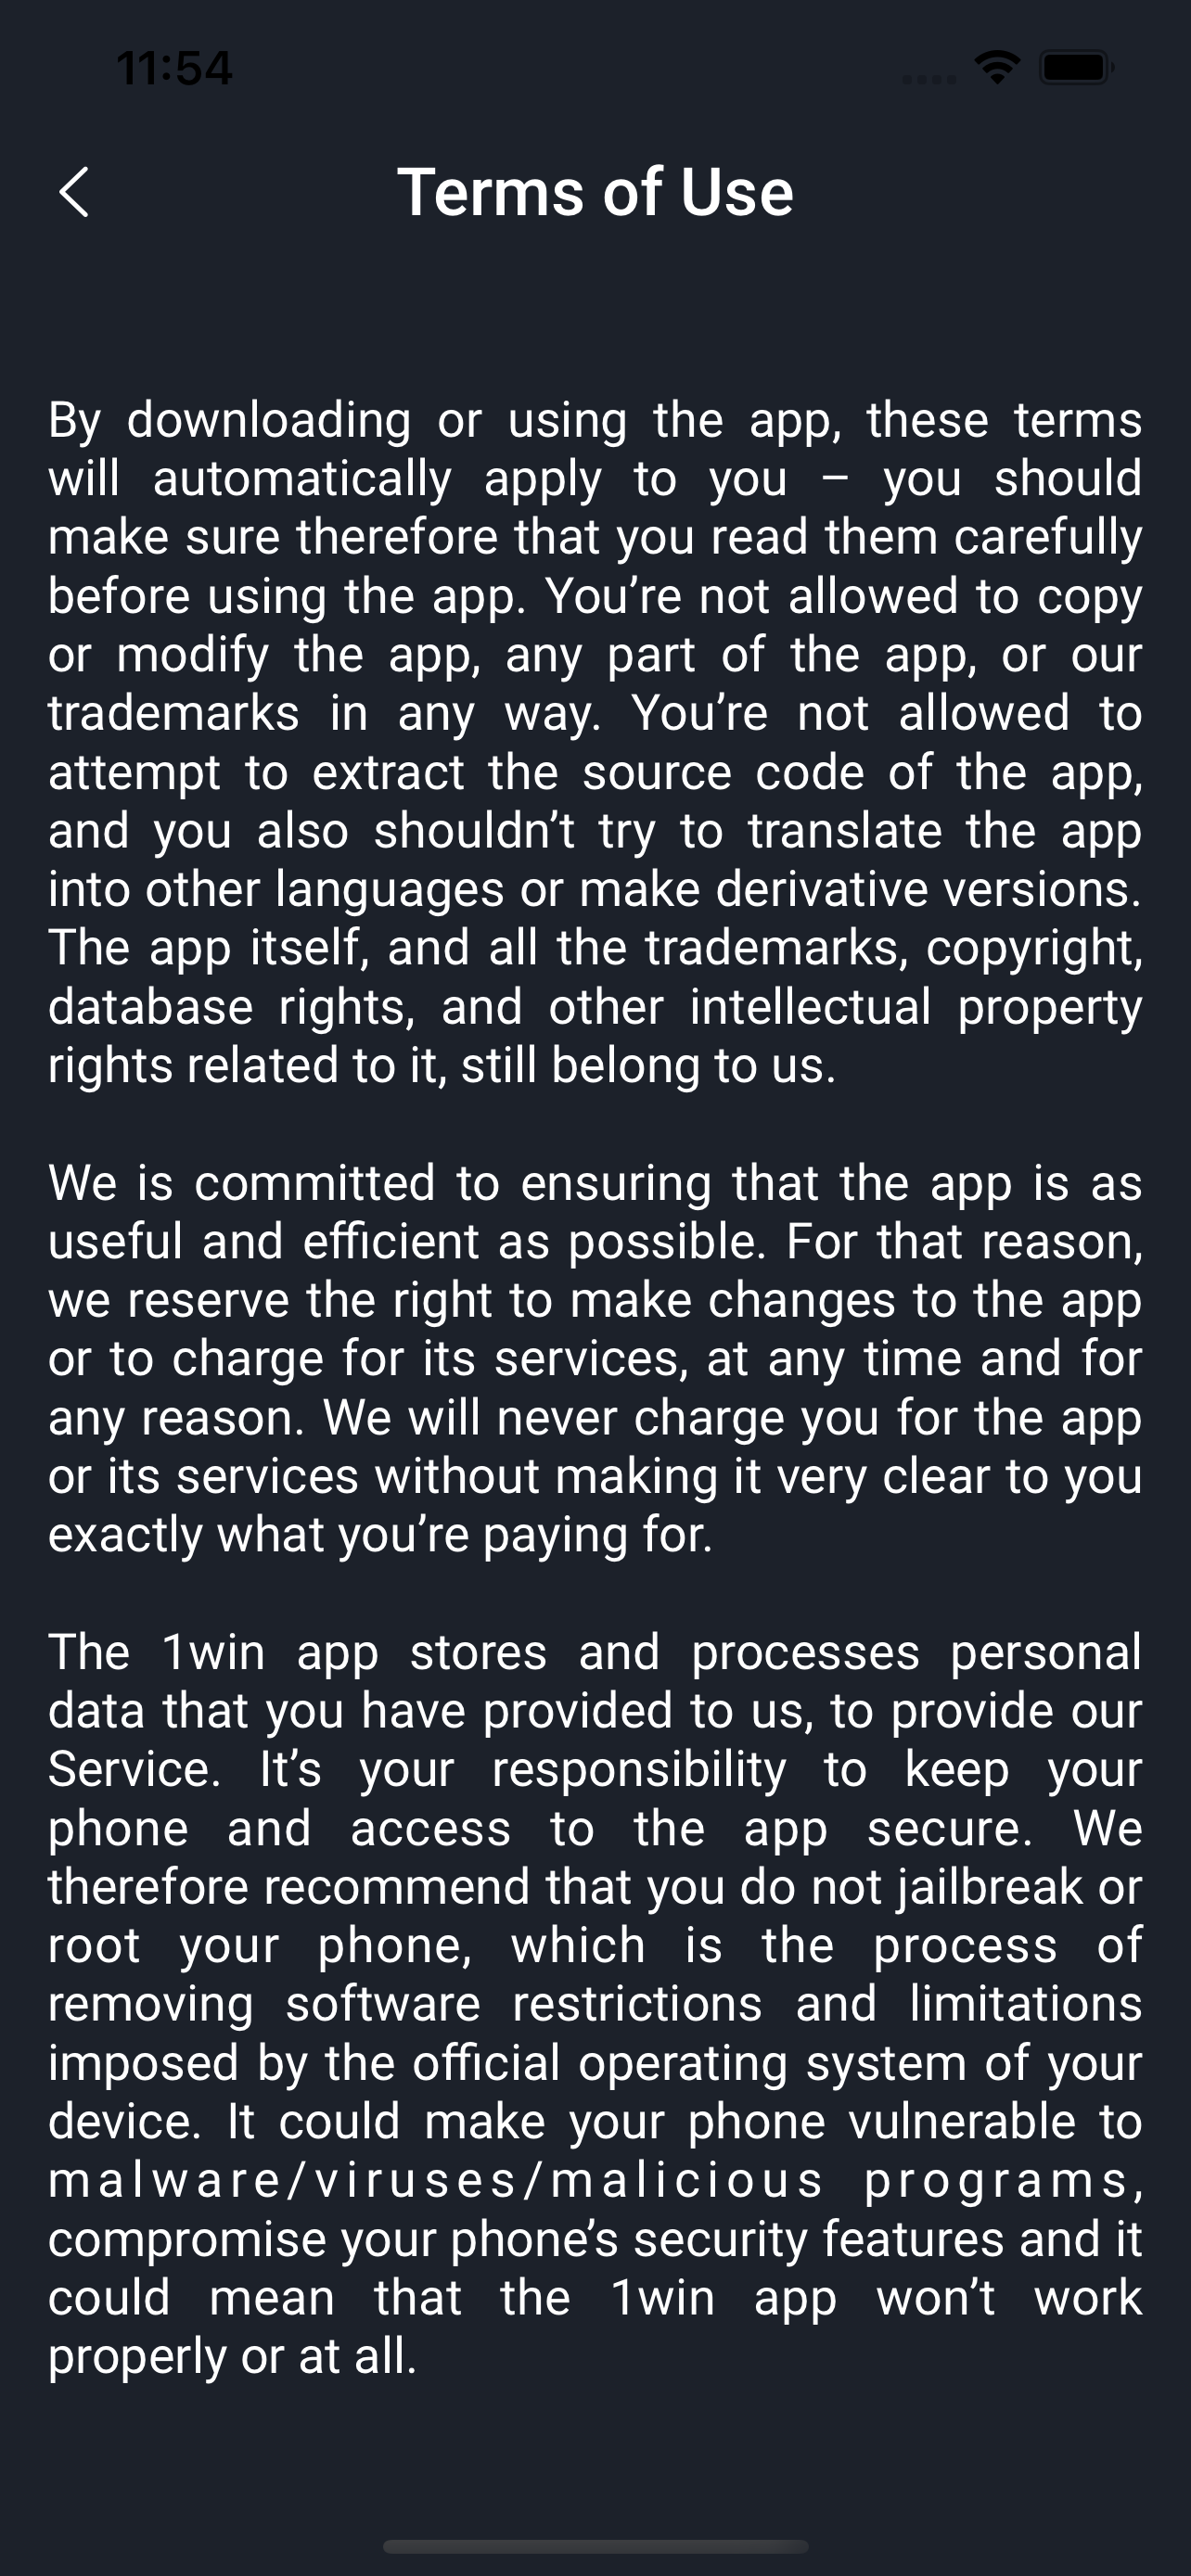 11:54
Terms of Use
By downloading or using the app, these terms
will automatically apply to you – you should
make sure therefore that you read them carefully
before using the app. You’re not allowed to copy
or modify the app, any part of the app, or our
trademarks in any way. You’re not allowed to
attempt to extract the source code of the app,
and you also shouldn’t try to translate the app
into other languages or make derivative versions.
The app itself, and all the trademarks, copyright,
database rights, and other intellectual property
rights related to it, still belong to us.
We is committed to ensuring that the app is as
useful and efficient as possible. For that reason,
we reserve the right to make changes to the app
or to charge for its services, at any time and for
any reason. We will never charge you for the app
or its services without making it very clear to you
exactly what you’re paying for.
The 1win app stores and processes personal
data that you have provided to us, to provide our
Service. It’s your responsibility to keep your
phone and access to the app secure. We
therefore recommend that you do not jailbreak or
root your phone, which is the process of
removing software restrictions and limitations
imposed by the official operating system of your
device. It could make your phone vulnerable to
malware/viruses/malicious programs,
compromise your phone’s security features and it
could mean that the 1win app won’t work
properly or at all.